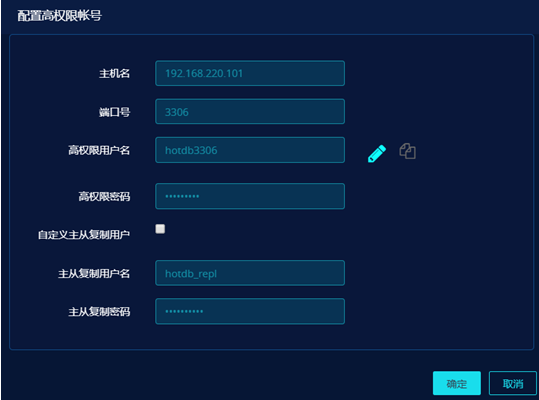 配置高权限帐号
主机名 192.168.220.101
端口号 3306
高权限用户名 hotdb3306
高权限密码 •••••••••
自定义主从复制用户
主从复制用户名 hotdb_repl
主从复制密码 ••••••••••
确定 取消